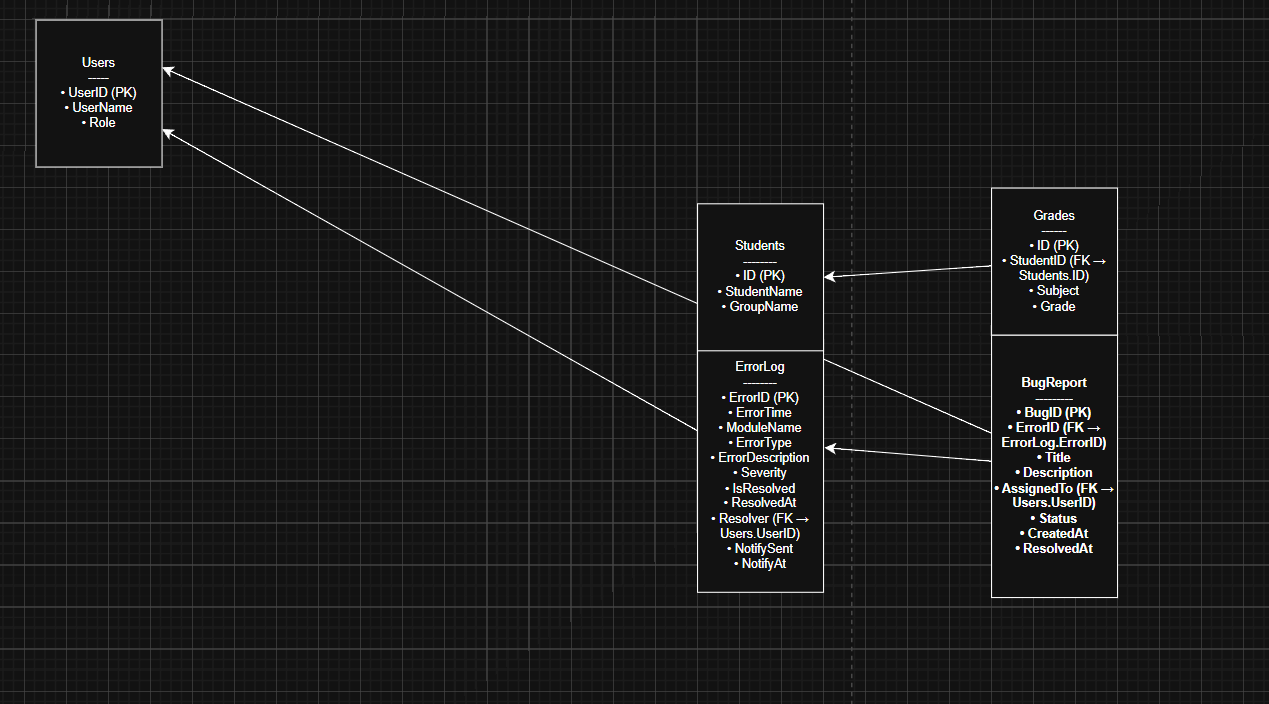 Users
-----
• UserID (PK)
• UserName
• Role
Students
--------
• ID (PK)
• StudentName
• GroupName
Grades
------
• ID (PK)
• StudentID (FK →
Students.ID)
• Subject
• Grade
ErrorLog
--------
• ErrorID (PK)
• ErrorTime
• ModuleName
• ErrorType
• ErrorDescription
• Severity
• IsResolved
• ResolvedAt
• Resolver (FK →
Users.UserID)
• NotifySent
• NotifyAt
BugReport
---------
• BugID (PK)
• ErrorID (FK →
ErrorLog.ErrorID)
• Title
• Description
• AssignedTo (FK →
Users.UserID)
• Status
• CreatedAt
• ResolvedAt